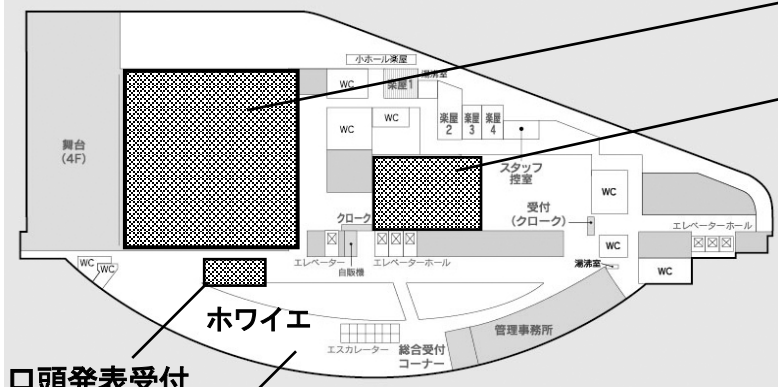 小ホール楽屋
WC
楽屋1
湯沸室
WC
WC
楽屋
2
楽屋
3
楽屋
4
舞台
(4F)
スタッフ
控室
WC
受付
(クローク)
クローク
エレベーターホール
エレベーター
自販機
エレベーターホール
WC
WC
WC
湯沸室
WC
ホワイエ
管理事務所
エスカレーター
総合受付
コーナー
口頭発表受付